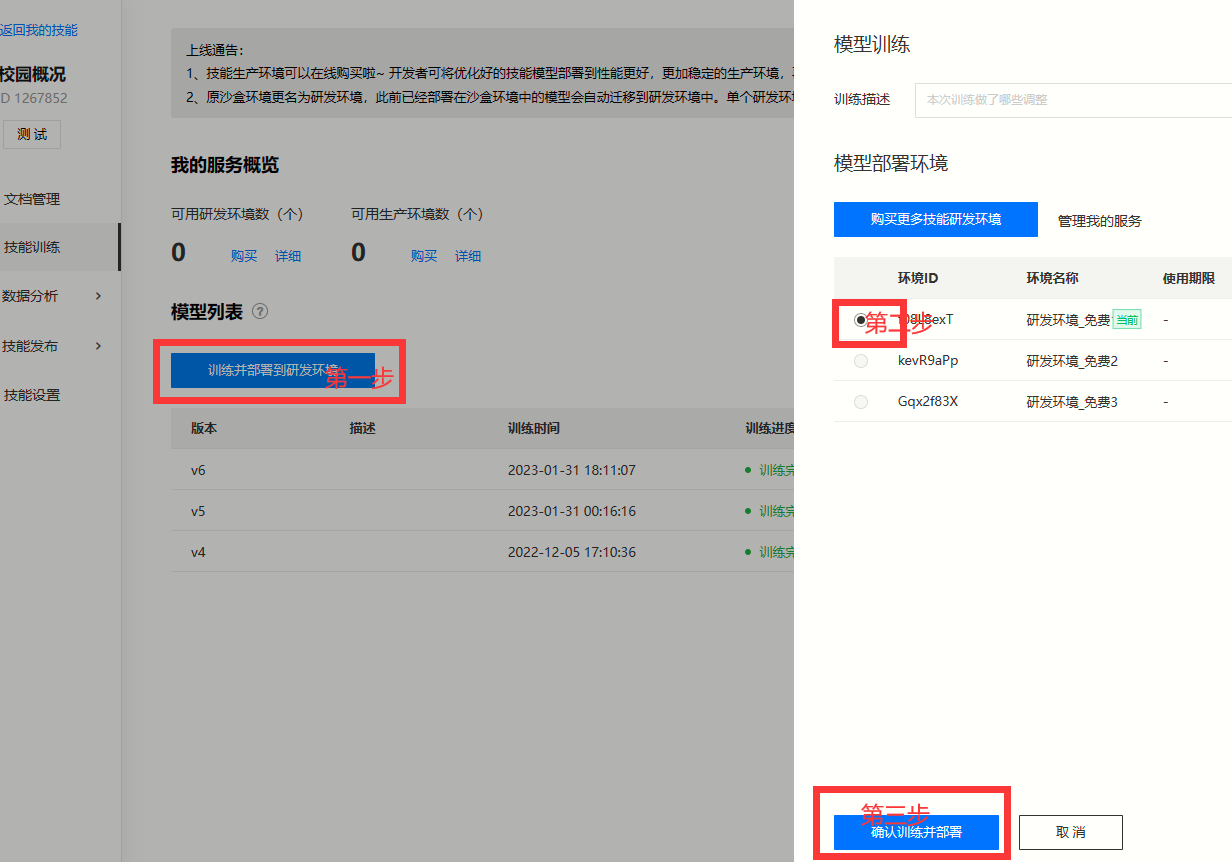 返回我的技能
校园概况
ID 1267852
测 试
文档管理
技能训练
数据分析
技能发布
技能设置
上线通告：
1、技能生产环境可以在线购买啦~ 开发者可将优化好的技能模型部署到性能更好，更加稳定的生产环境，
2、原沙盒环境更名为研发环境，此前已经部署在沙盒环境中的模型会自动迁移到研发环境中。单个研发环
我的服务概览
可用研发环境数（个）
可用生产环境数（个）
0 购买 详细
0 购买 详细
模型列表 ?
训练并部署到研发环境
第一步
版本 描述 训练时间 训练进度
v6 2023-01-31 18:11:07 训练完
v5 2023-01-31 00:16:16 训练完
v4 2022-12-05 17:10:36 训练完
模型训练
训练描述 本次训练做了哪些调整
模型部署环境
购买更多技能研发环境 管理我的服务
环境ID 环境名称 使用期限
第二步
研发环境_免费 当前 -
kevR9aPp 研发环境_免费2 -
Gqx2f83X 研发环境_免费3 -
第三步
确认训练并部署 取 消